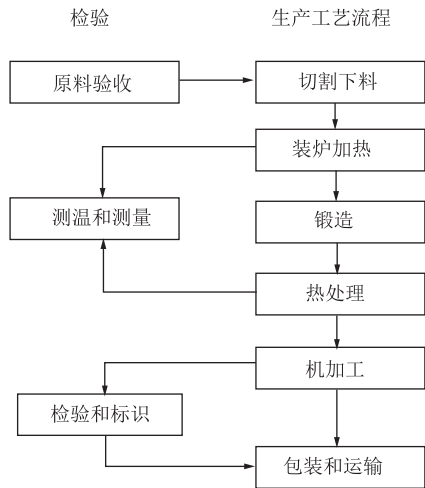 检验 生产工艺流程
原料验收 切割下料
装炉加热
测温和测量 锻造
热处理
机加工
检验和标识
包装和运输